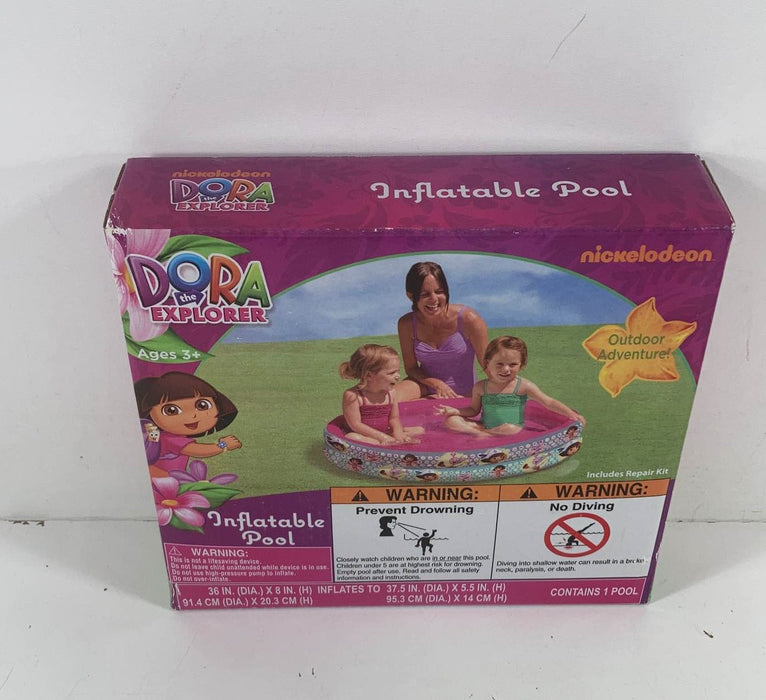 nickelodeon
DORA
the
EXPLORER
Inflatable Pool
nickelodeon
DORA
the
EXPLORER
Ages 3+
Outdoor
Adventure!
Includes Repair Kit
Inflatable
Pool
WARNING:
This is not a lifesaving device.
Do not leave child unattended while device is in use.
Do not use high-pressure pump to inflate.
Do not over-inflate.
WARNING:
Prevent Drowning
Closely watch children who are in or near this pool.
Children under 5 are at highest risk for drowning.
Empty pool after use. Read and follow all safety
information and instructions.
WARNING:
No Diving
Diving into shallow water can result in a broken
neck, paralysis, or death.
36 IN. (DIA.) X 8 IN. (H) INFLATES TO 37.5 IN. (DIA.) X 5.5 IN. (H)
91.4 CM (DIA.) X 20.3 CM (H) 95.3 CM (DIA.) X 14 CM (H)
CONTAINS 1 POOL